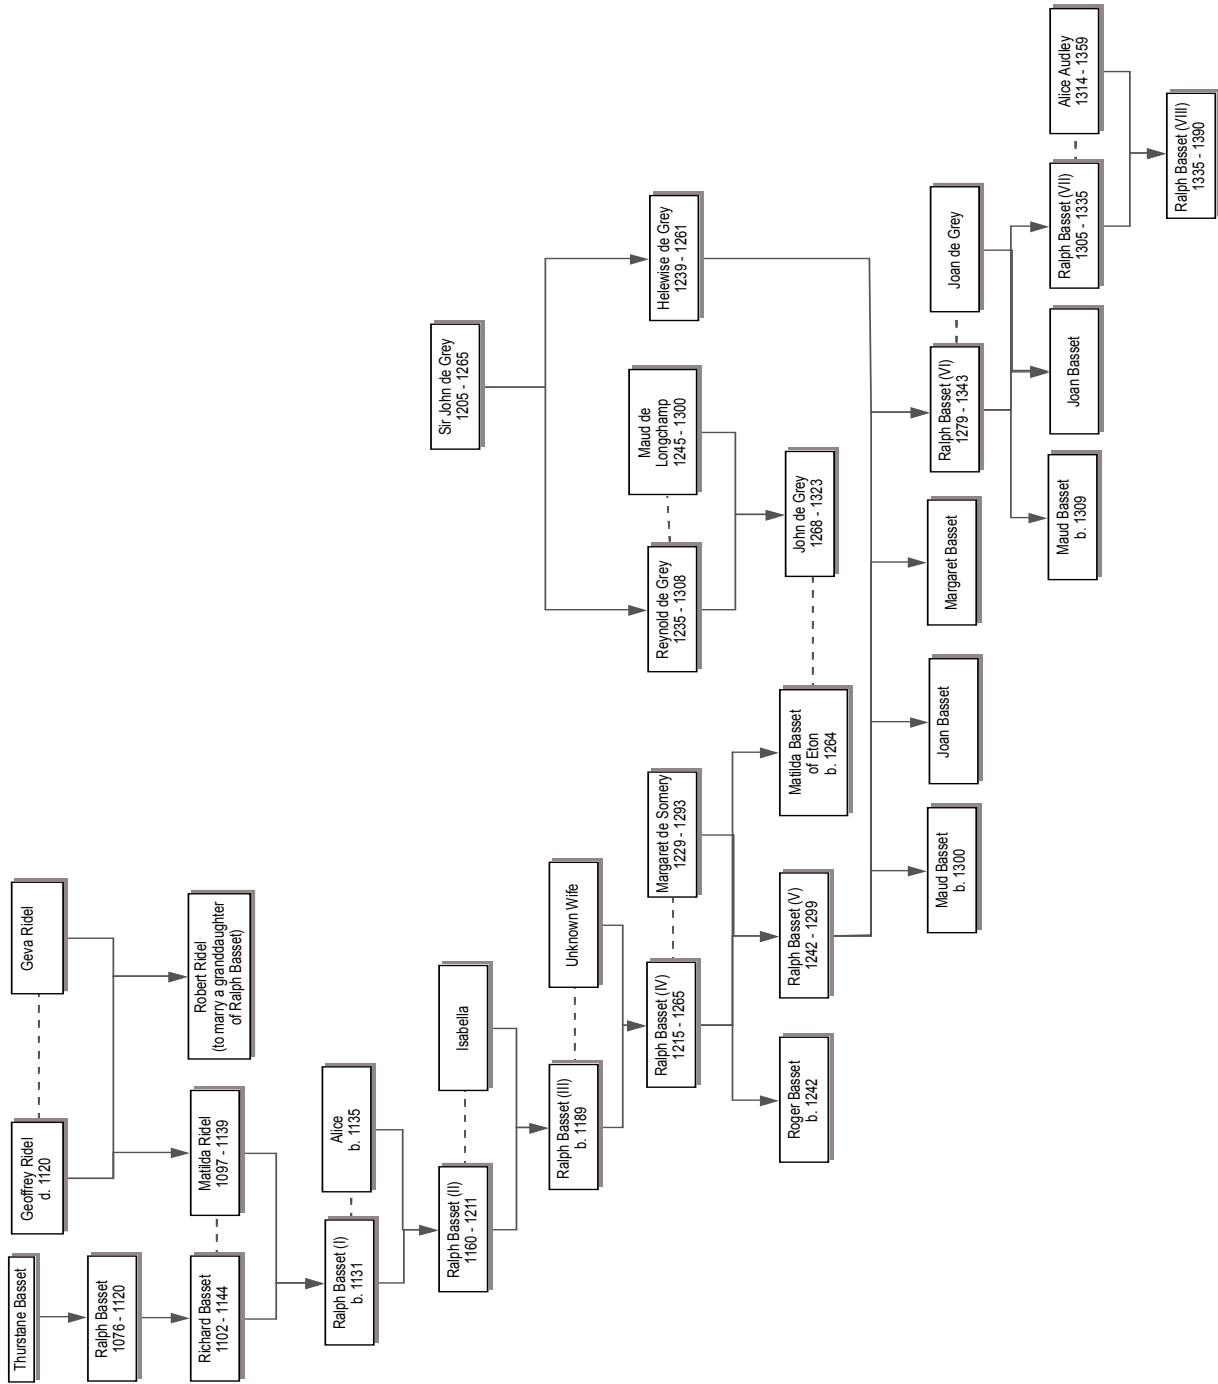 Thurstane Basset
Geoffrey Ridel
d. 1120
Geva Ridel
Ralph Basset
1076 - 1120
Richard Basset
1102 - 1144
Matilda Ridel
1097 - 1139
Robert Ridel
(to marry a granddaughter
of Ralph Basset)
Ralph Basset (I)
b. 1131
Alice
b. 1135
Ralph Basset (II)
1160 - 1211
Isabella
Sir John de Grey
1205 - 1265
Ralph Basset (III)
b. 1189
Unknown Wife
Ralph Basset (IV)
1215 - 1265
Margaret de Somery
1229 - 1293
Reynold de Grey
1235 - 1308
Maud de
Longchamp
1245 - 1300
Helewise de Grey
1239 - 1261
Roger Basset
b. 1242
Ralph Basset (V)
1242 - 1299
Matilda Basset
of Eton
b. 1264
John de Grey
1268 - 1323
Maud Basset
b. 1300
Joan Basset
Margaret Basset
Ralph Basset (VI)
1279 - 1343
Joan de Grey
Maud Basset
b. 1309
Joan Basset
Ralph Basset (VII)
1305 - 1335
Alice Audley
1314 - 1359
Ralph Basset (VIII)
1335 - 1390